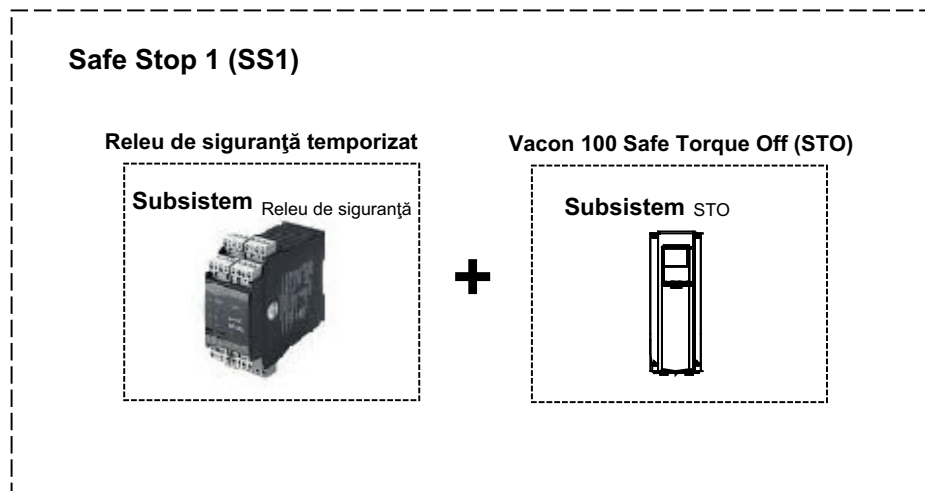 Safe Stop 1 (SS1)
Releu de siguranţă temporizat
Vacon 100 Safe Torque Off (STO)
Subsistem Releu de siguranţă
Subsistem STO
+